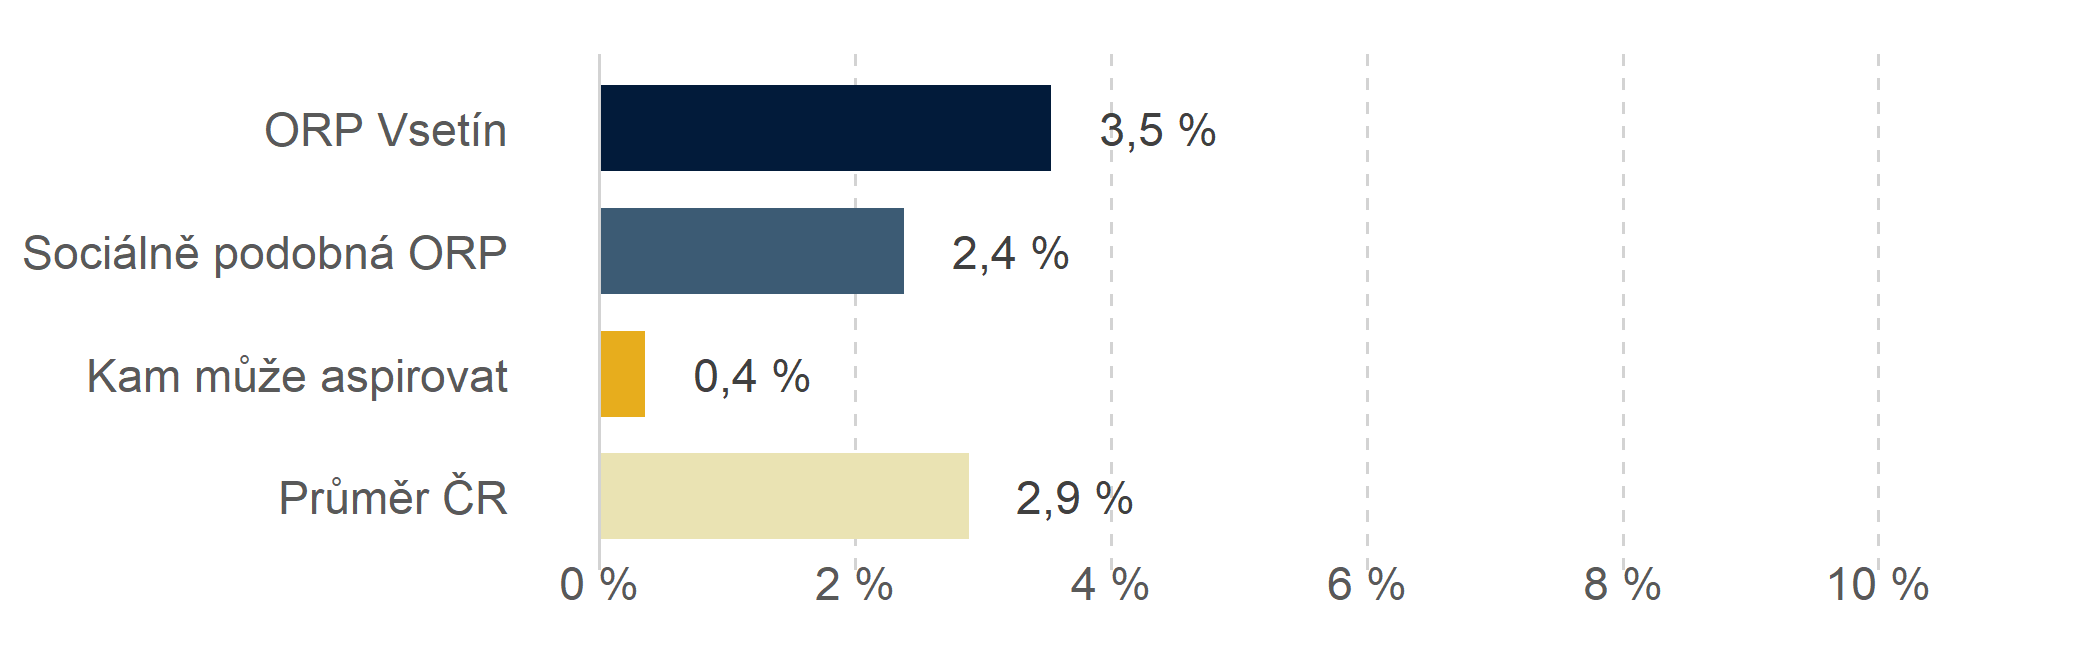 ORP Vsetín
3,5 %
Sociálně podobná ORP
2,4 %
Kam může aspirovat
0,4 %
Průměr ČR
2,9 %
0 % 2 % 4 % 6 % 8 % 10 %